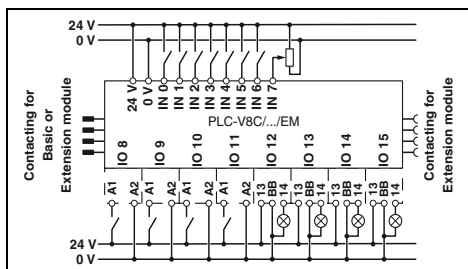 24 V
0 V
24 V
0 V
IN 0
IN 1
IN 2
IN 3
IN 4
IN 5
IN 6
IN 7
Contacting for
Basic or
Extension module
PLC-V8C/.../EM
Contacting for
Extension module
IO 8
IO 9
IO 10
IO 11
IO 12
IO 13
IO 14
IO 15
A1
A2
A1
A2
A1
A2
A1
A2
13
BB
14
13
BB
14
13
BB
14
13
BB
14
24 V
0 V